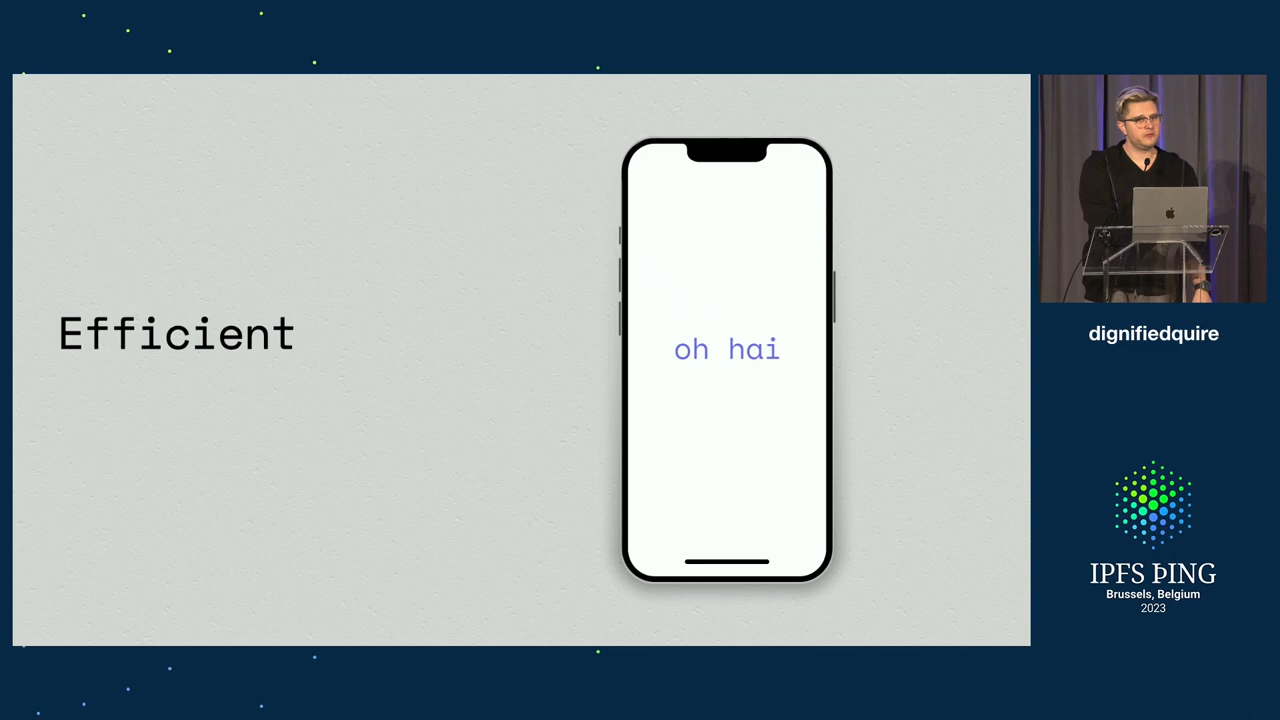 Efficient
oh hai
dignifiedquire
IPFS ÞING
Brussels, Belgium
2023